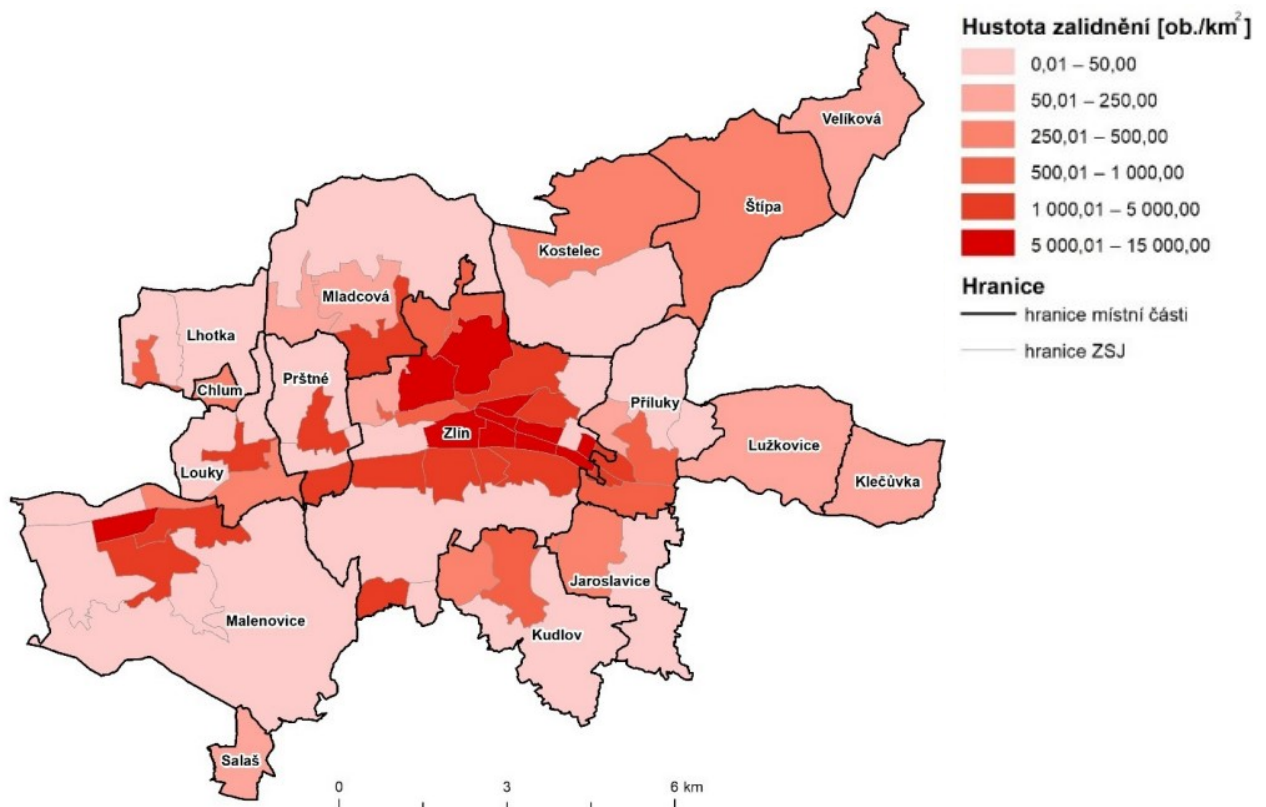 Hustota zalidnění [ob./km²]
0,01 – 50,00
50,01 – 250,00
250,01 – 500,00
500,01 – 1 000,00
1 000,01 – 5 000,00
5 000,01 – 15 000,00
Hranice
hranice místní části
hranice ZSJ
Velíková
Štípa
Kostelec
Mladcová
Lhotka
Prštné
Chlum
Příluky
Zlín
Lužkovice
Louky
Klečůvka
Jaroslavice
Malenovice
Kudlov
Salaš
0 3 6 km